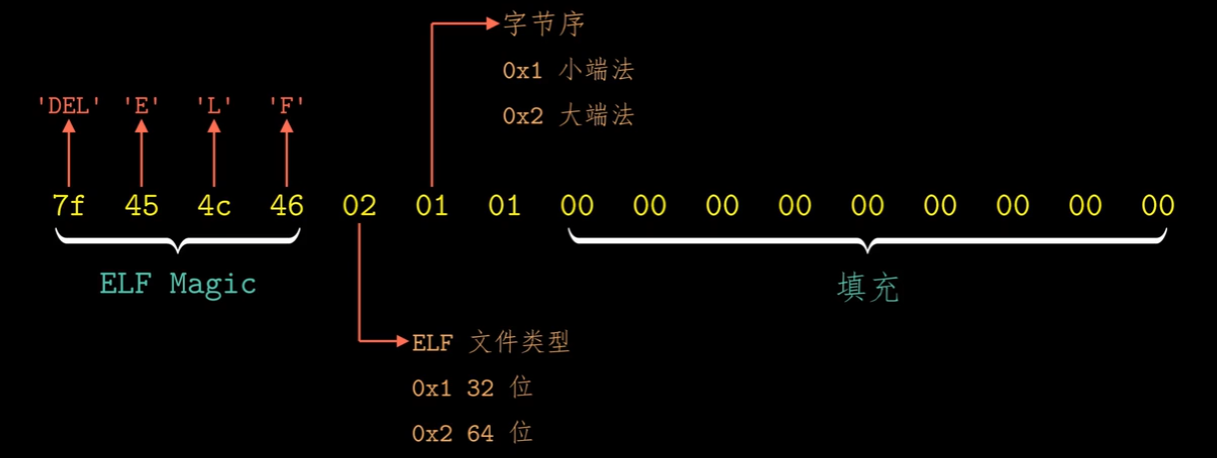 字节序
0x1 小端法
0x2 大端法
'DEL' 'E' 'L' 'F'
7f 45 4c 46 02 01 01 00 00 00 00 00 00 00 00 00
ELF Magic
填充
ELF 文件类型
0x1 32 位
0x2 64 位